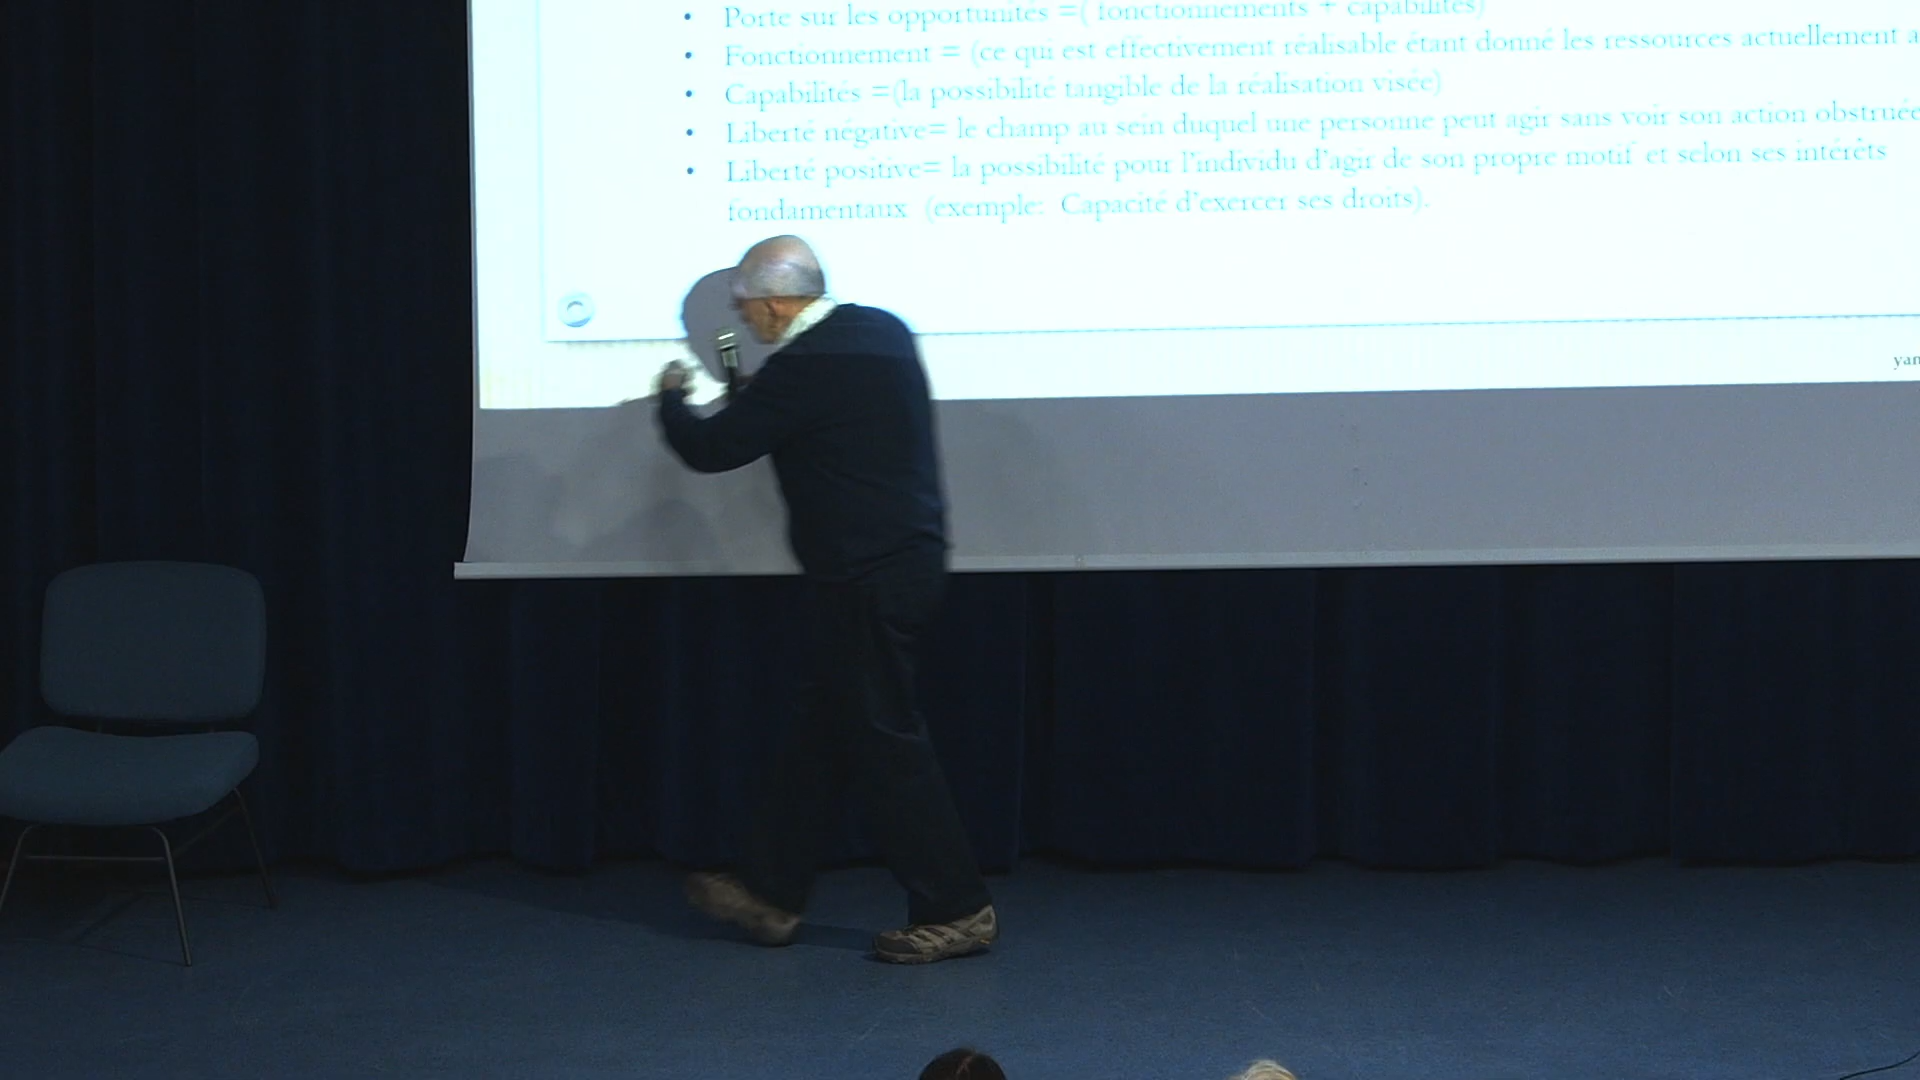 • Porte sur les opportunités =( fonctionnements + capabilités)
• Fonctionnement = (ce qui est effectivement réalisable étant donné les ressources actuellement a
• Capabilités =(la possibilité tangible de la réalisation visée)
• Liberté négative= le champ au sein duquel une personne peut agir sans voir son action obstruée
• Liberté positive= la possibilité pour l'individu d'agir de son propre motif et selon ses intérêts
fondamentaux (exemple: Capacité d'exercer ses droits).
yan